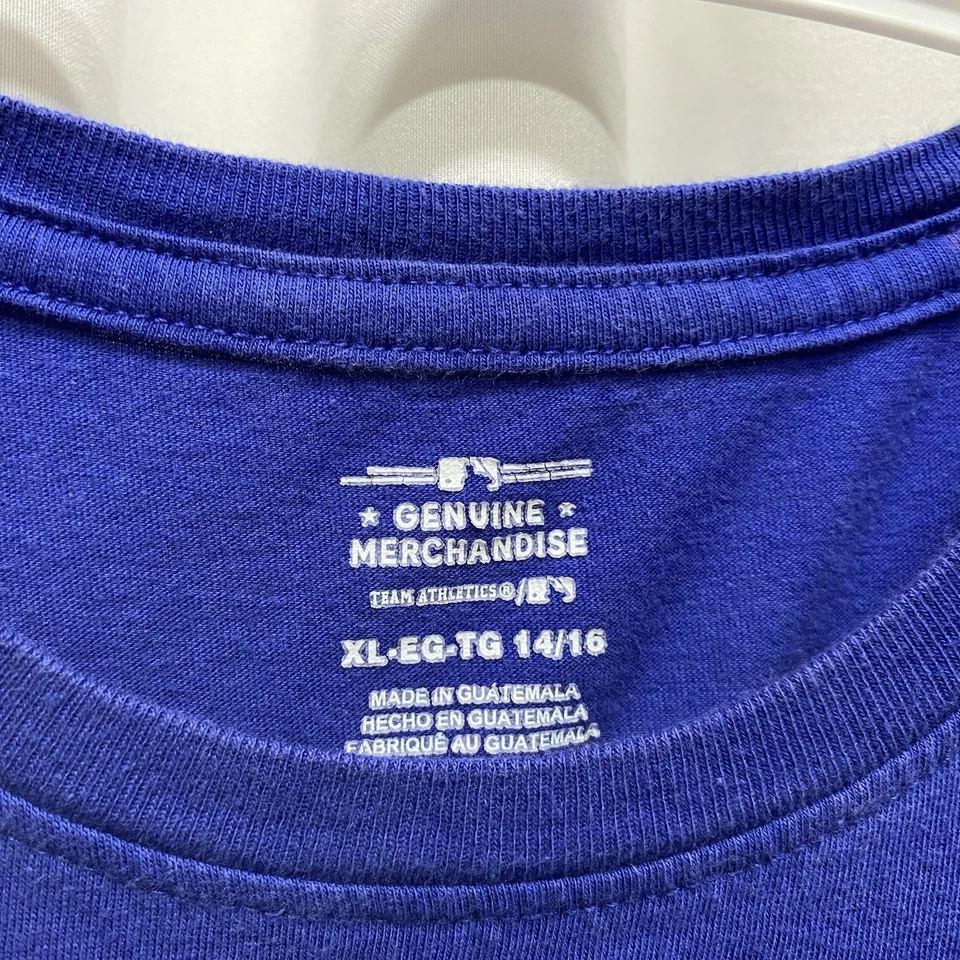 ★ GENUINE ★
MERCHANDISE
TEAM ATHLETICS®/
XL-EG-TG 14/16
MADE IN GUATEMALA
HECHO EN GUATEMALA
FABRIQUÉ AU GUATEMALA